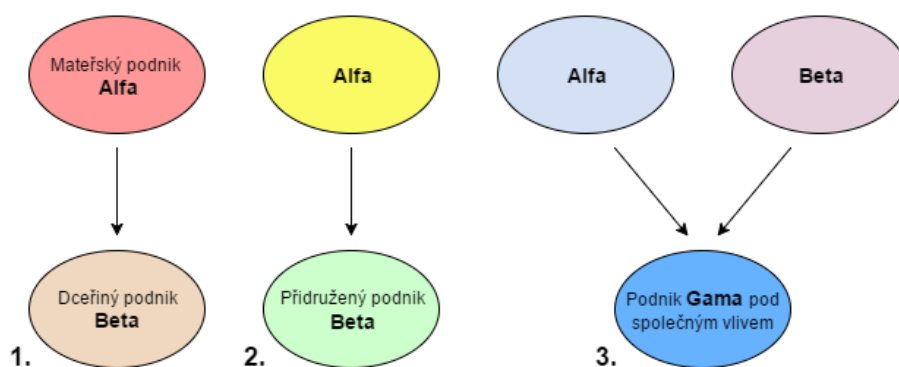 Mateřský podnik
Alfa
Dceřiný podnik
Beta
1.
Alfa
Přidružený podnik
Beta
2.
Alfa
Beta
Podnik Gama pod
společným vlivem
3.